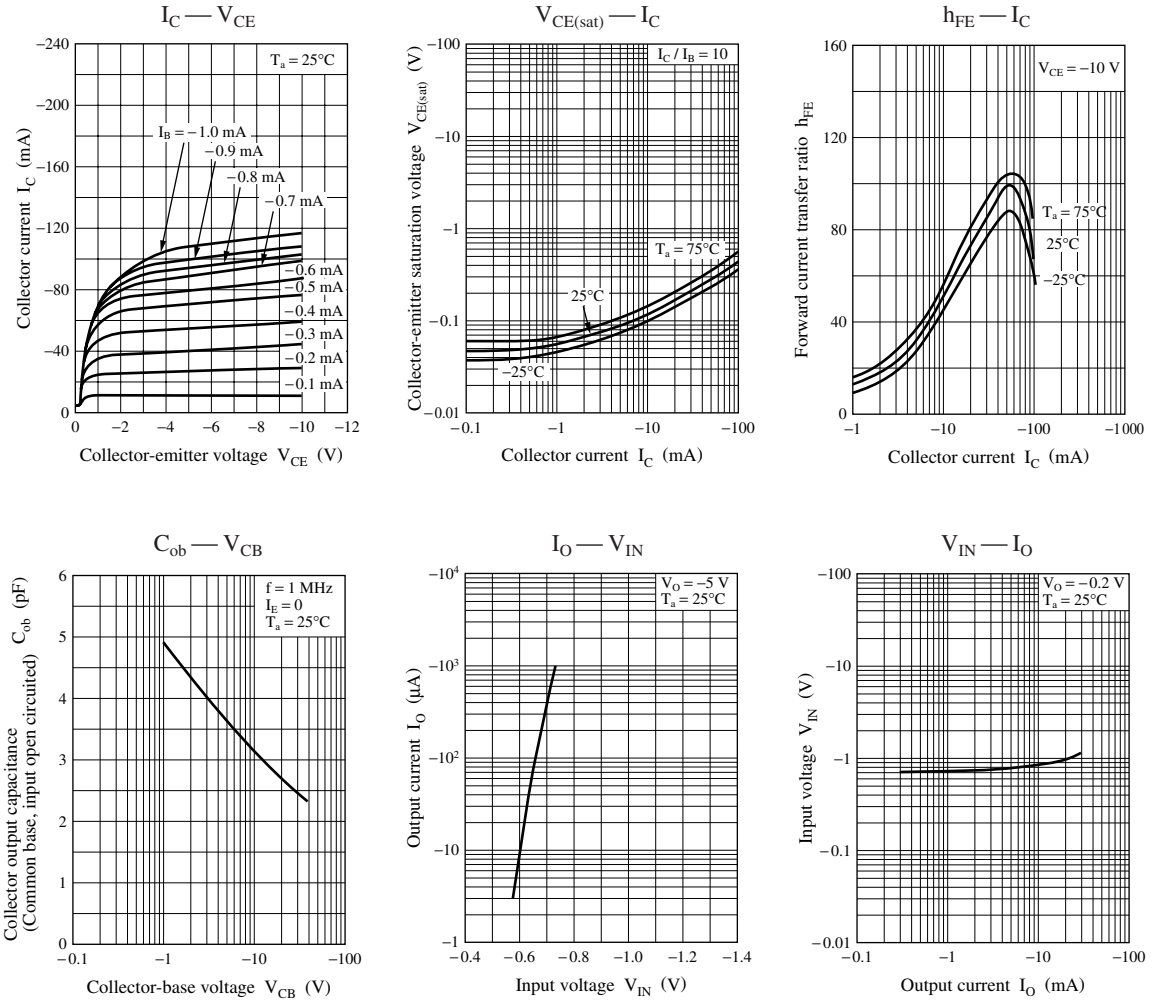 I_C — V_CE
−240
−200
−160
−120
−80
−40
0
0 −2 −4 −6 −8 −10 −12
Collector current I_C (mA)
Collector-emitter voltage V_CE (V)
T_a = 25°C
I_B = −1.0 mA
−0.9 mA
−0.8 mA
−0.7 mA
−0.6 mA
−0.5 mA
−0.4 mA
−0.3 mA
−0.2 mA
−0.1 mA
V_CE(sat) — I_C
−100
−10
−1
−0.1
−0.01
−0.1 −1 −10 −100
Collector-emitter saturation voltage V_CE(sat) (V)
Collector current I_C (mA)
I_C / I_B = 10
T_a = 75°C
25°C
−25°C
h_FE — I_C
160
120
80
40
0
−1 −10 −100 −1000
Forward current transfer ratio h_FE
Collector current I_C (mA)
V_CE = −10 V
T_a = 75°C
25°C
−25°C
C_ob — V_CB
6
5
4
3
2
1
0
−0.1 −1 −10 −100
Collector output capacitance
(Common base, input open circuited) C_ob (pF)
Collector-base voltage V_CB (V)
f = 1 MHz
I_E = 0
T_a = 25°C
I_O — V_IN
−10⁴
−10³
−10²
−10
−1
−0.4 −0.6 −0.8 −1.0 −1.2 −1.4
Output current I_O (µA)
Input voltage V_IN (V)
V_O = −5 V
T_a = 25°C
V_IN — I_O
−100
−10
−1
−0.1
−0.01
−0.1 −1 −10 −100
Input voltage V_IN (V)
Output current I_O (mA)
V_O = −0.2 V
T_a = 25°C